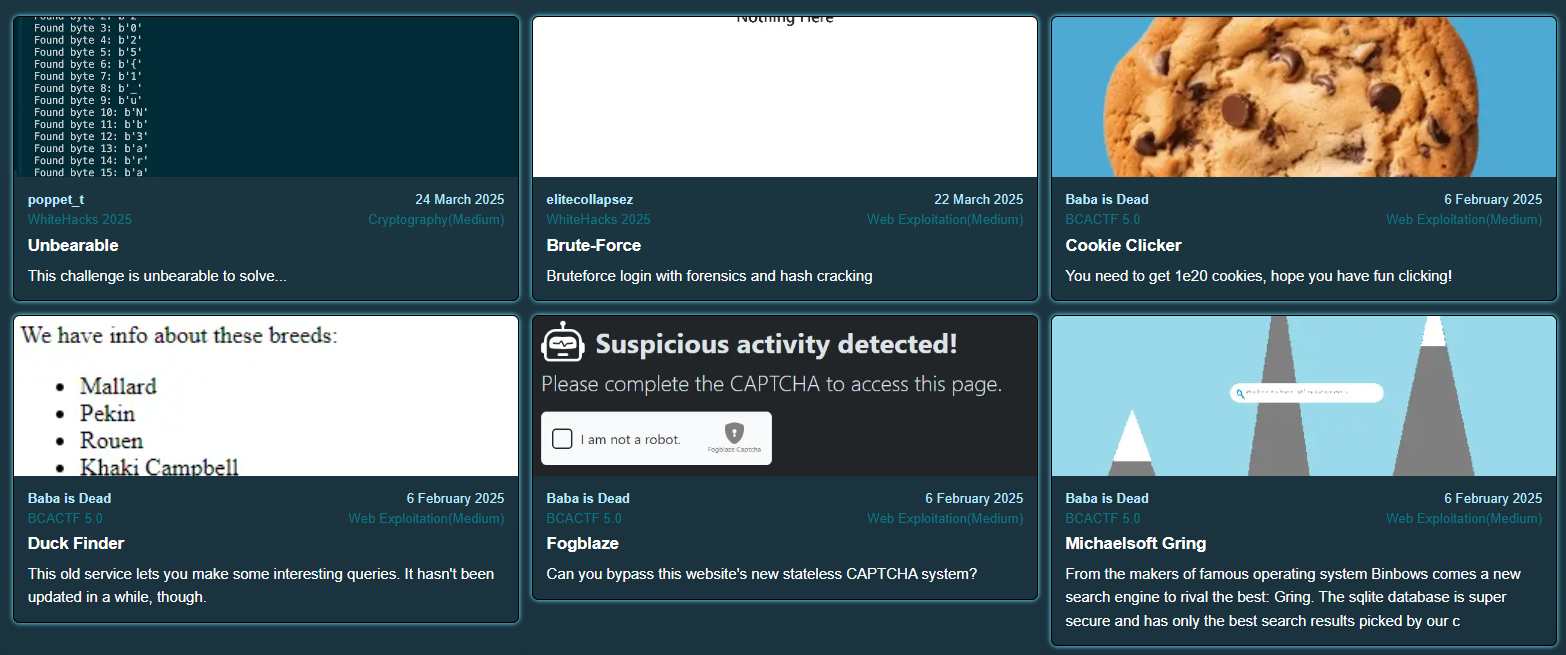 Found byte 2: b'2'
Found byte 3: b'0'
Found byte 4: b'2'
Found byte 5: b'5'
Found byte 6: b'{'
Found byte 7: b'1'
Found byte 8: b'_'
Found byte 9: b'u'
Found byte 10: b'N'
Found byte 11: b'b'
Found byte 12: b'3'
Found byte 13: b'a'
Found byte 14: b'r'
Found byte 15: b'a'
poppet_t 24 March 2025
WhiteHacks 2025 Cryptography(Medium)
Unbearable
This challenge is unbearable to solve...
Nothing Here
elitecollapsez 22 March 2025
WhiteHacks 2025 Web Exploitation(Medium)
Brute-Force
Bruteforce login with forensics and hash cracking
Baba is Dead 6 February 2025
BCACTF 5.0 Web Exploitation(Medium)
Cookie Clicker
You need to get 1e20 cookies, hope you have fun clicking!
We have info about these breeds:
• Mallard
• Pekin
• Rouen
• Khaki Campbell
Baba is Dead 6 February 2025
BCACTF 5.0 Web Exploitation(Medium)
Duck Finder
This old service lets you make some interesting queries. It hasn't been
updated in a while, though.
Suspicious activity detected!
Please complete the CAPTCHA to access this page.
I am not a robot.
Fogblaze Captcha
Baba is Dead 6 February 2025
BCACTF 5.0 Web Exploitation(Medium)
Fogblaze
Can you bypass this website's new stateless CAPTCHA system?
Baba is Dead 6 February 2025
BCACTF 5.0 Web Exploitation(Medium)
Michaelsoft Gring
From the makers of famous operating system Binbows comes a new
search engine to rival the best: Gring. The sqlite database is super
secure and has only the best search results picked by our c